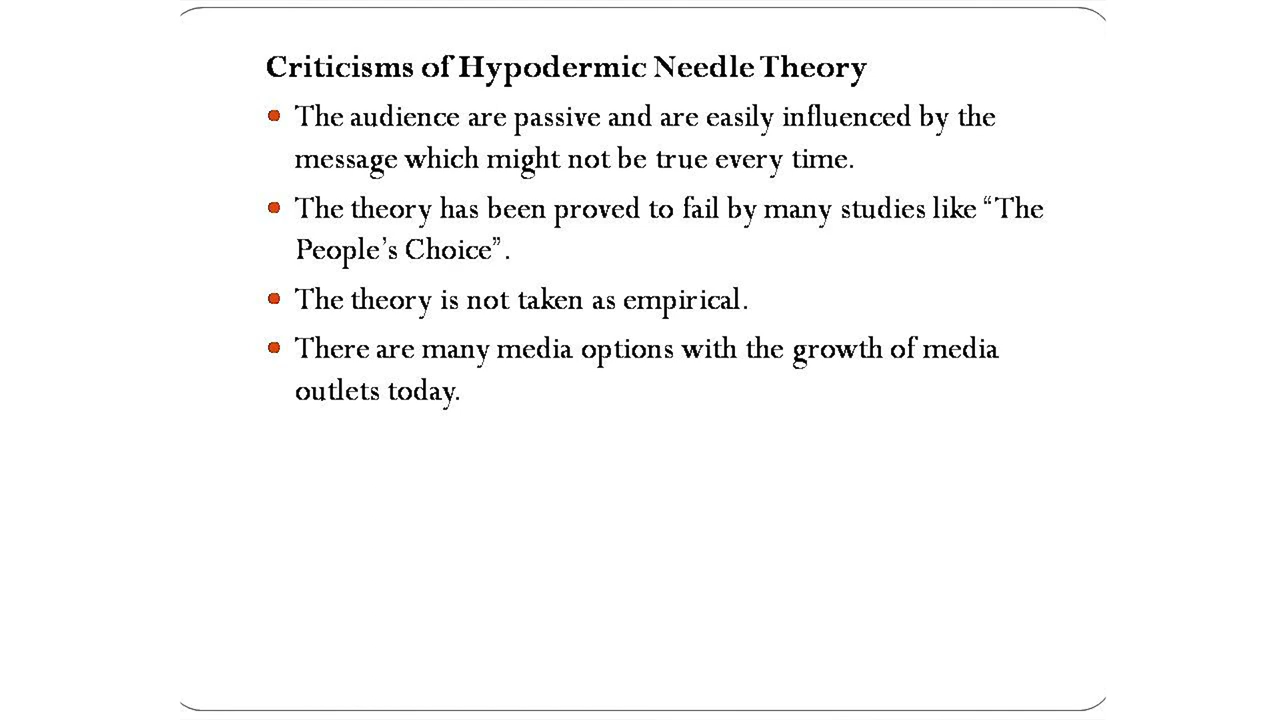 Criticisms of Hypodermic Needle Theory
• The audience are passive and are easily influenced by the
message which might not be true every time.
• The theory has been proved to fail by many studies like “The
People’s Choice”.
• The theory is not taken as empirical.
• There are many media options with the growth of media
outlets today.